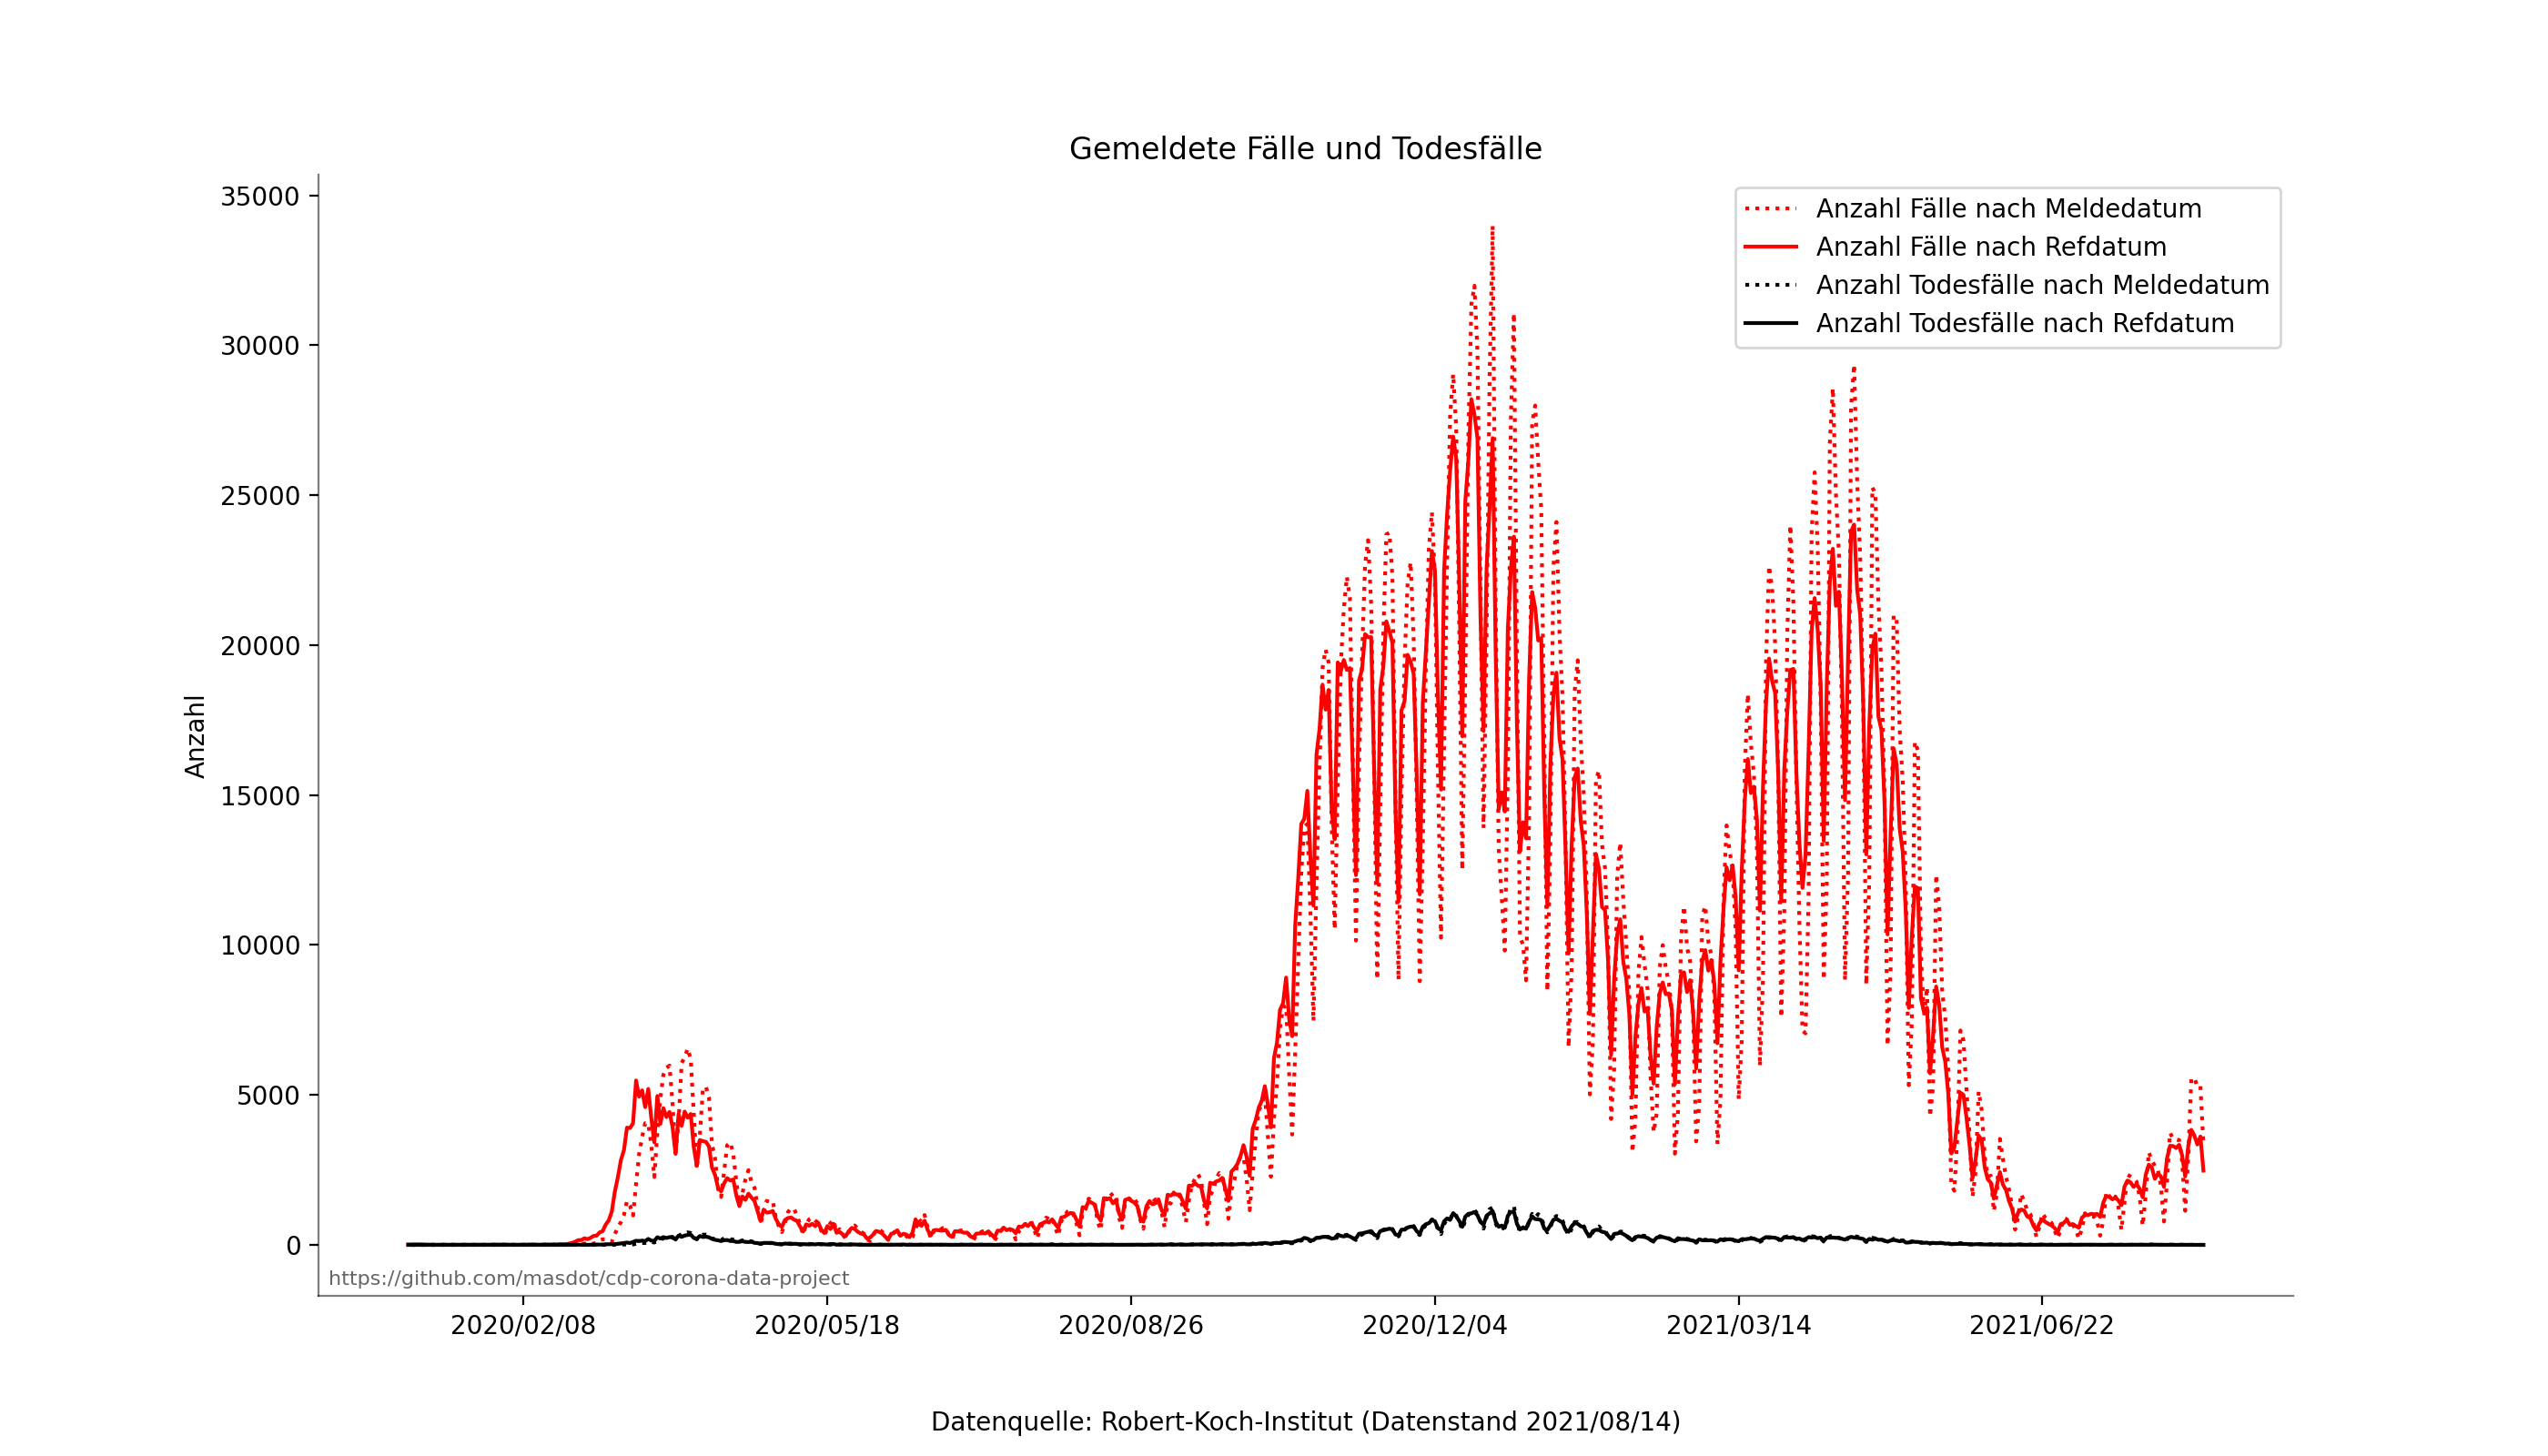 Gemeldete Fälle und Todesfälle
35000
30000
25000
20000
15000
10000
5000
0
Anzahl
Anzahl Fälle nach Meldedatum
Anzahl Fälle nach Refdatum
Anzahl Todesfälle nach Meldedatum
Anzahl Todesfälle nach Refdatum
https://github.com/masdot/cdp-corona-data-project
2020/02/08 2020/05/18 2020/08/26 2020/12/04 2021/03/14 2021/06/22
Datenquelle: Robert-Koch-Institut (Datenstand 2021/08/14)